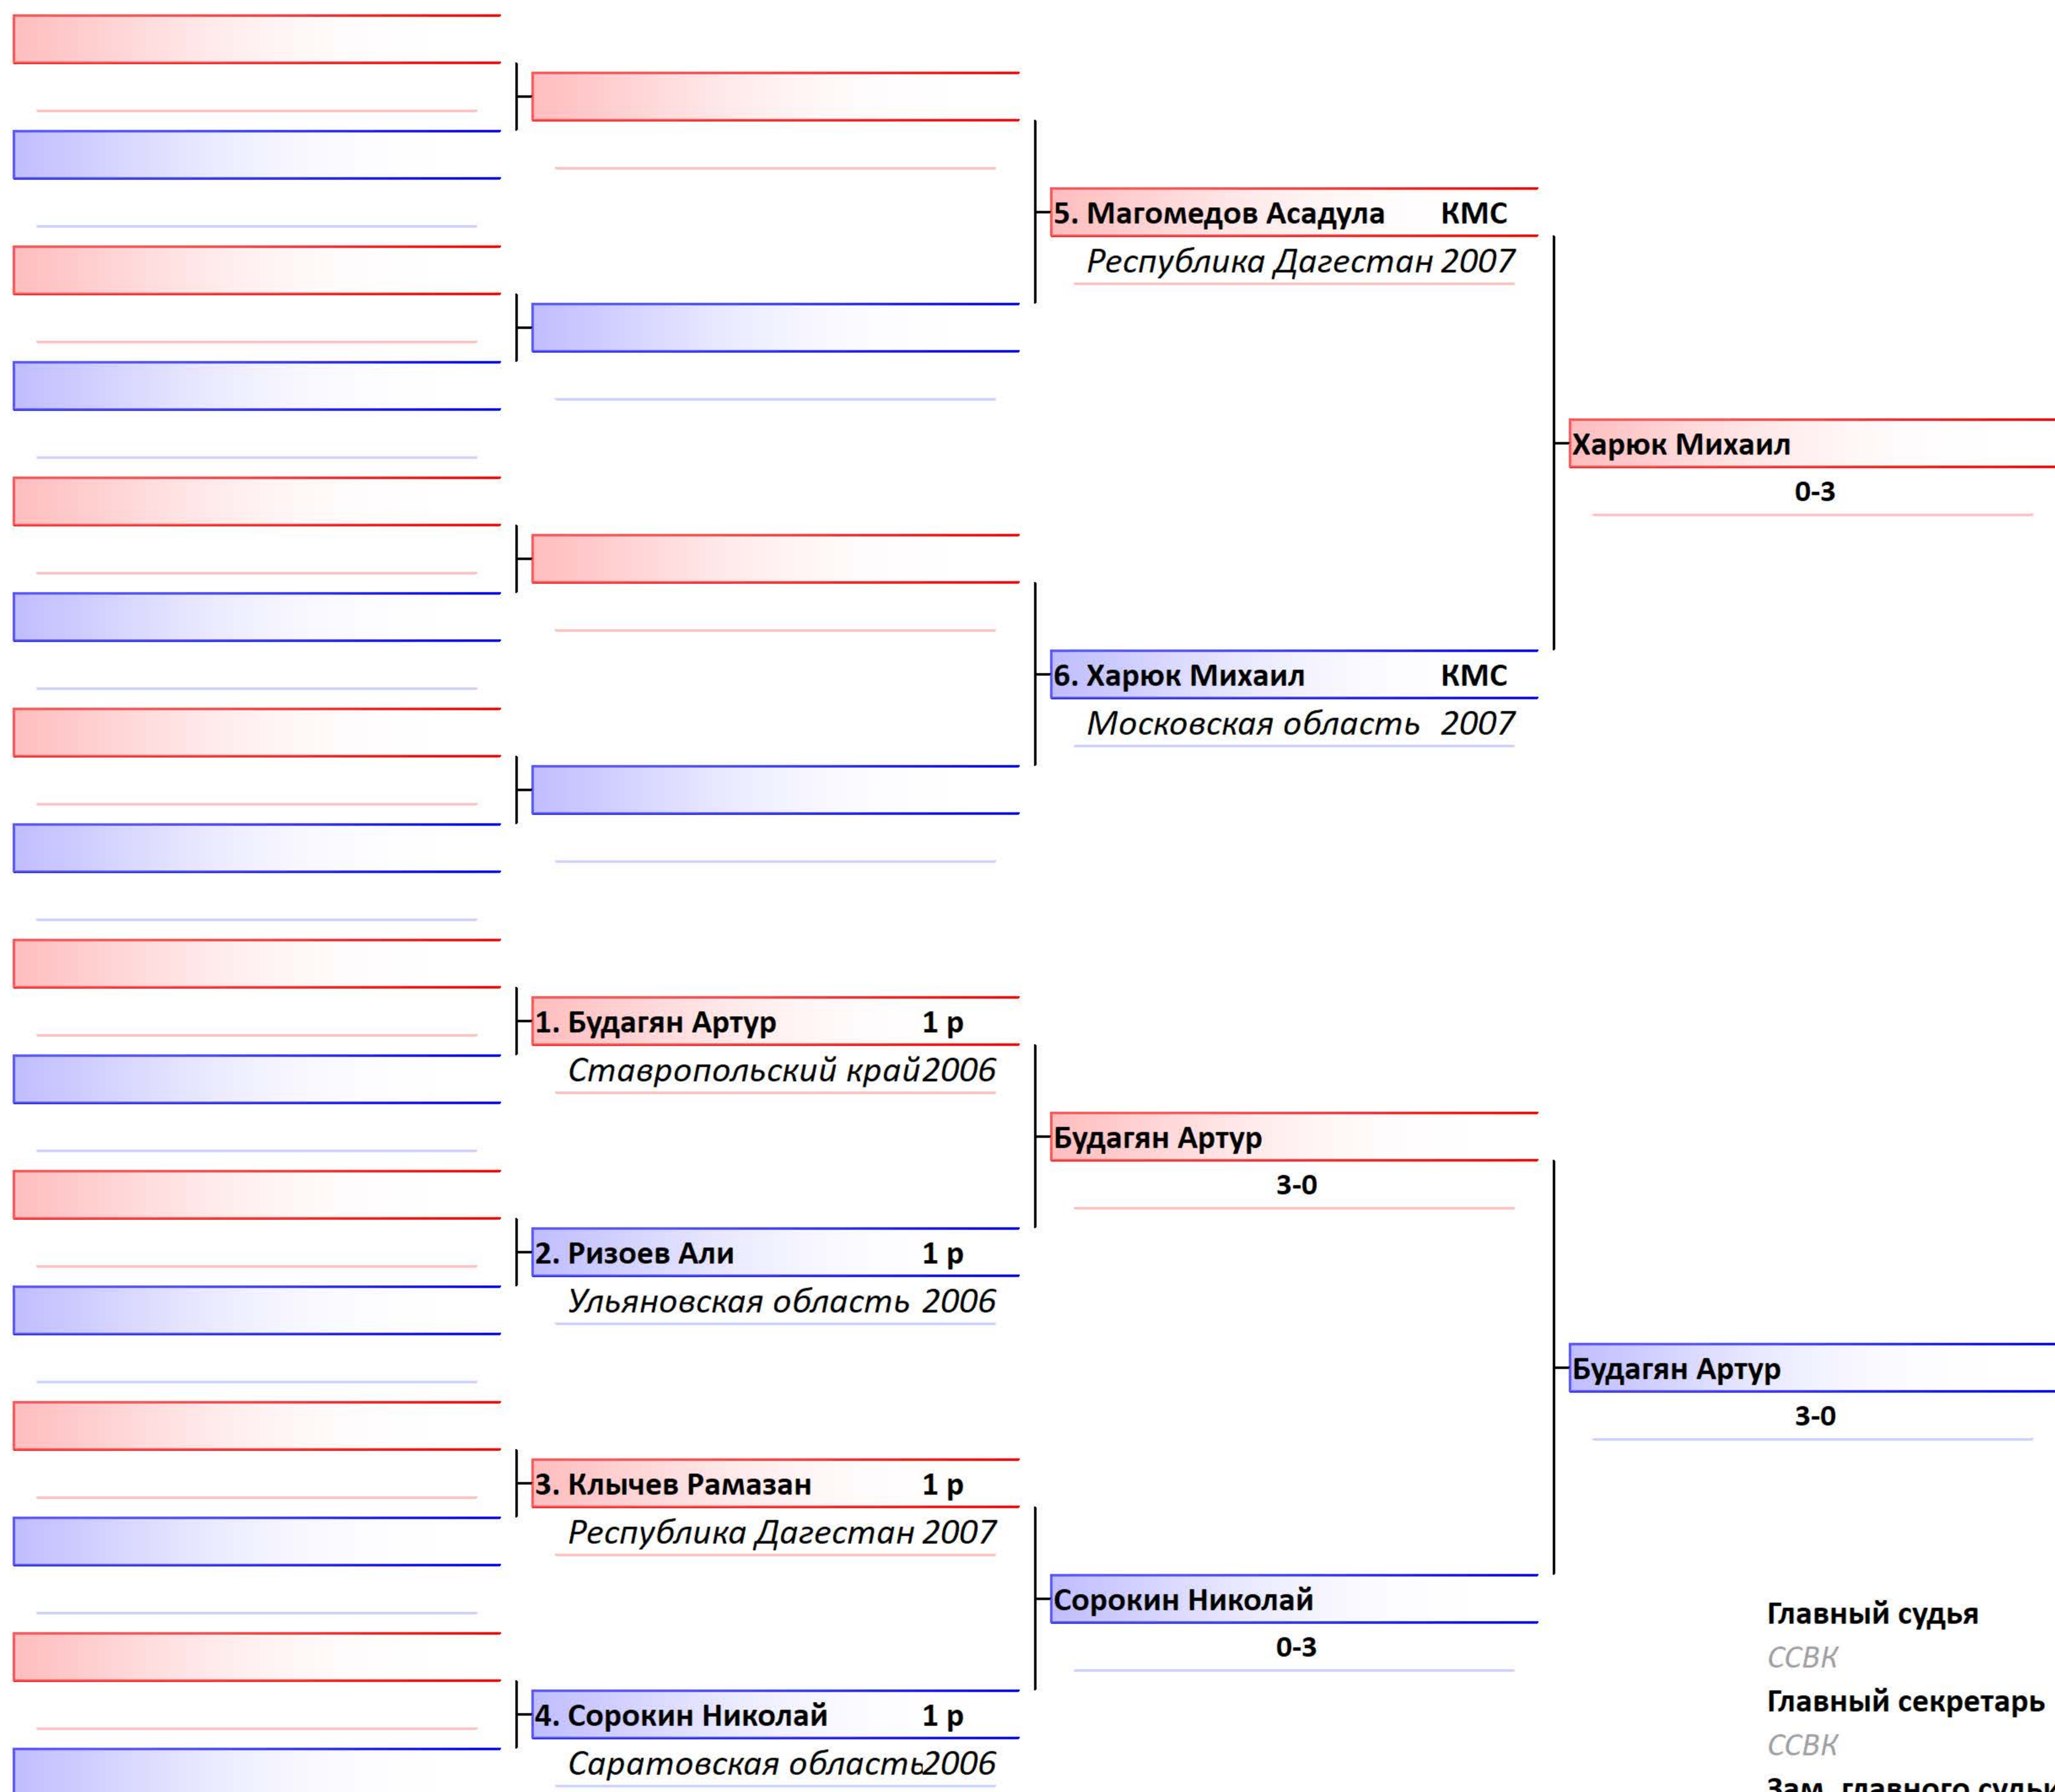 5. Магомедов Асадула КМС
Республика Дагестан 2007
Харюк Михаил
0-3
6. Харюк Михаил КМС
Московская область 2007
1. Будагян Артур 1 р
Ставропольский край 2006
Будагян Артур
3-0
2. Ризоев Али 1 р
Ульяновская область 2006
Будагян Артур
3-0
3. Клычев Рамазан 1 р
Республика Дагестан 2007
Сорокин Николай
0-3
4. Сорокин Николай 1 р
Саратовская область 2006
Главный судья
ССВК
Главный секретарь
ССВК
Зам. главного судьи